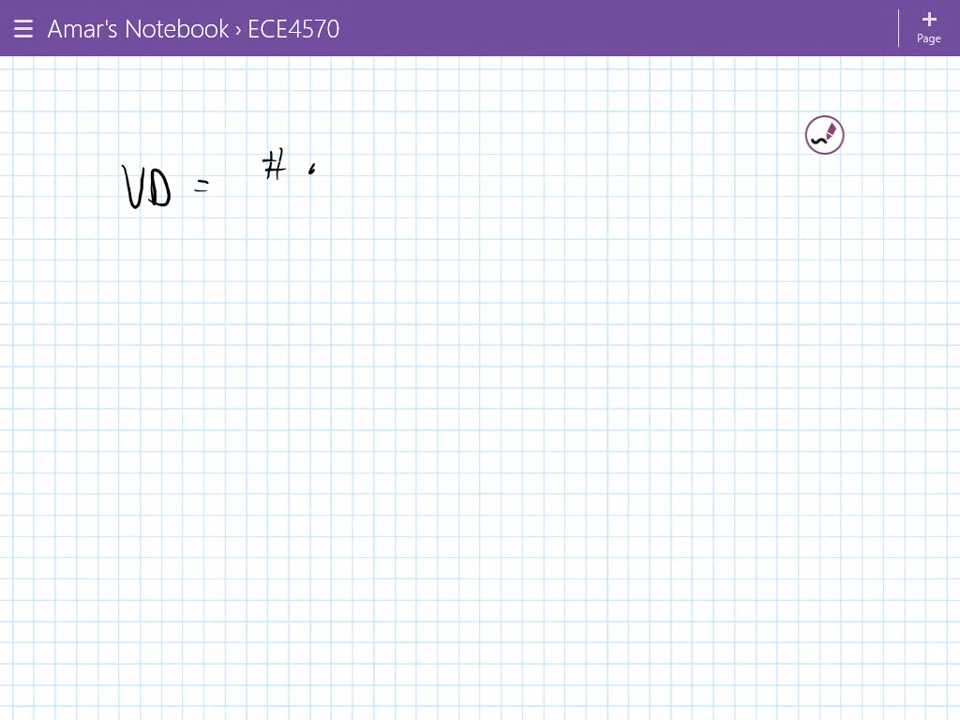 Amar's Notebook › ECE4570
Page
VD = #